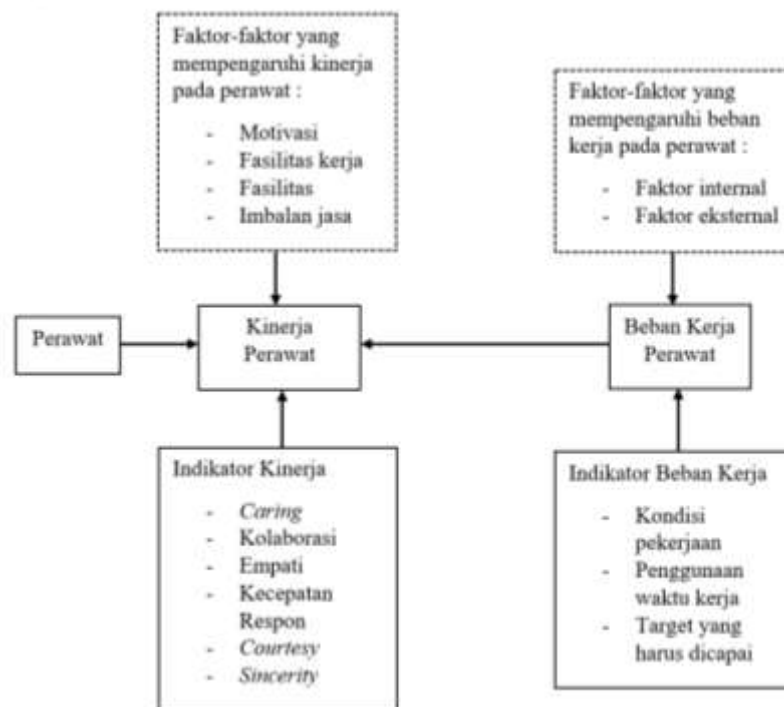 Faktor-faktor yang
mempengaruhi kinerja
pada perawat :
- Motivasi
- Fasilitas kerja
- Fasilitas
- Imbalan jasa
Faktor-faktor yang
mempengaruhi beban
kerja pada perawat :
- Faktor internal
- Faktor eksternal
Perawat
Kinerja
Perawat
Beban Kerja
Perawat
Indikator Kinerja
- Caring
- Kolaborasi
- Empati
- Kecepatan
Respon
- Courtesy
- Sincerity
Indikator Beban Kerja
- Kondisi
pekerjaan
- Penggunaan
waktu kerja
- Target yang
harus dicapai